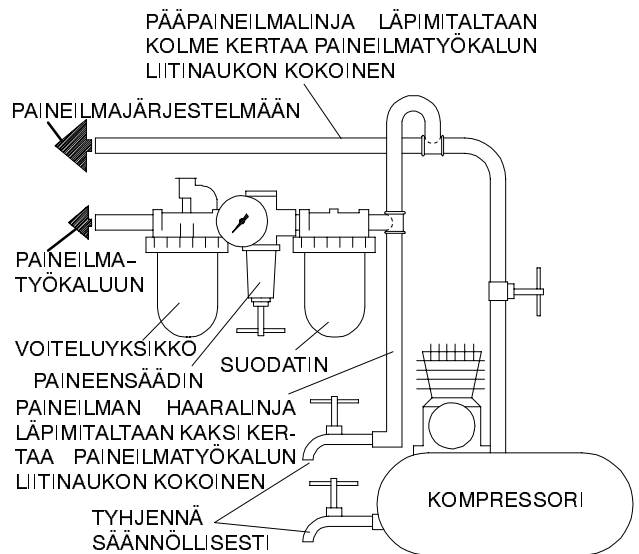 PÄÄPAINEILMALINJA LÄPIMITALTAAN
KOLME KERTAA PAINEILMATYÖKALUN
LIITINAUKON KOKOINEN
PAINEILMAJÄRJESTELMÄÄN
PAINEILMA-
TYÖKALUUN
VOITELUYKSIKKÖ
SUODATIN
PAINEENSÄÄDIN
PAINEILMAN HAARALINJA
LÄPIMITALTAAN KAKSI KER-
TAA PAINEILMATYÖKALUN
LIITINAUKON KOKOINEN
KOMPRESSORI
TYHJENNÄ
SÄÄNNÖLLISESTI